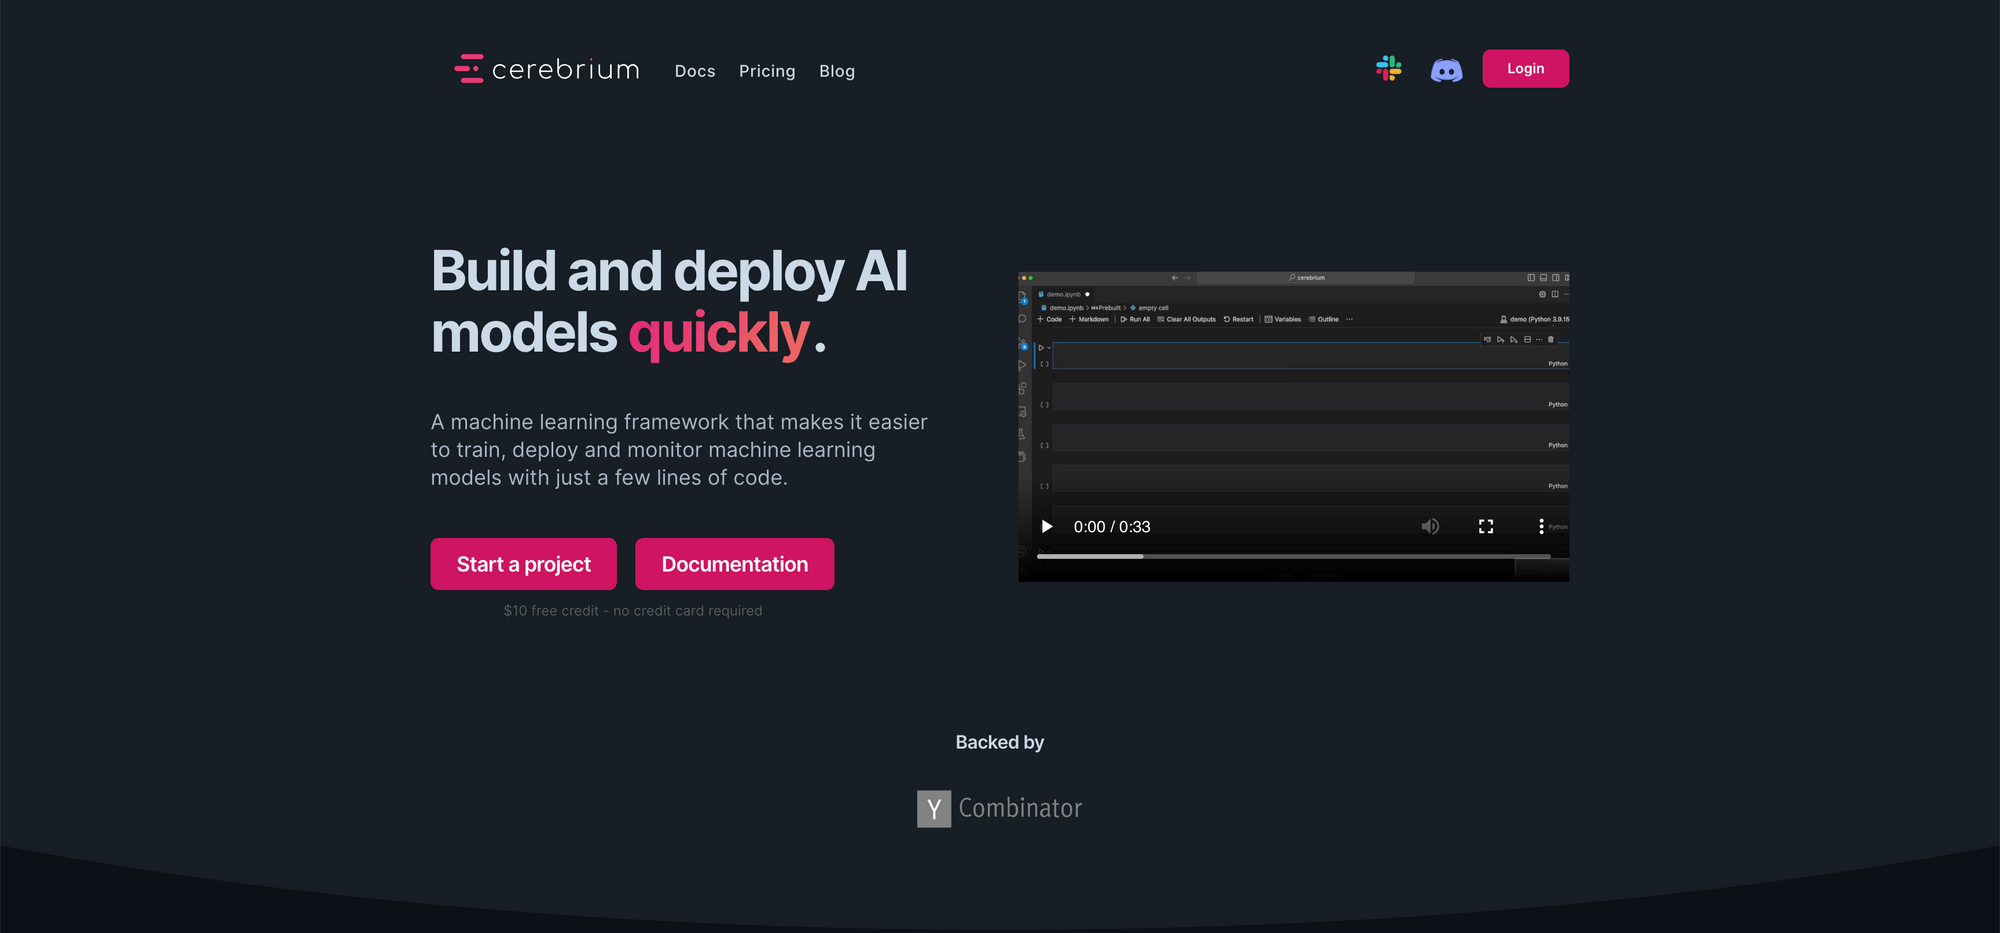 cerebrium
Docs Pricing Blog
Login
Build and deploy AI
models quickly.
A machine learning framework that makes it easier
to train, deploy and monitor machine learning
models with just a few lines of code.
Start a project
Documentation
$10 free credit - no credit card required
cerebrium
demo.ipynb
demo.ipynb > M↓Prebuilt > empty cell
+ Code + Markdown Run All Clear All Outputs Restart Variables Outline ...
demo (Python 3.9.15
Python
[ ]
Python
[ ]
Python
[ ]
Python
[ ]
Python
0:00 / 0:33
Backed by
Y Combinator